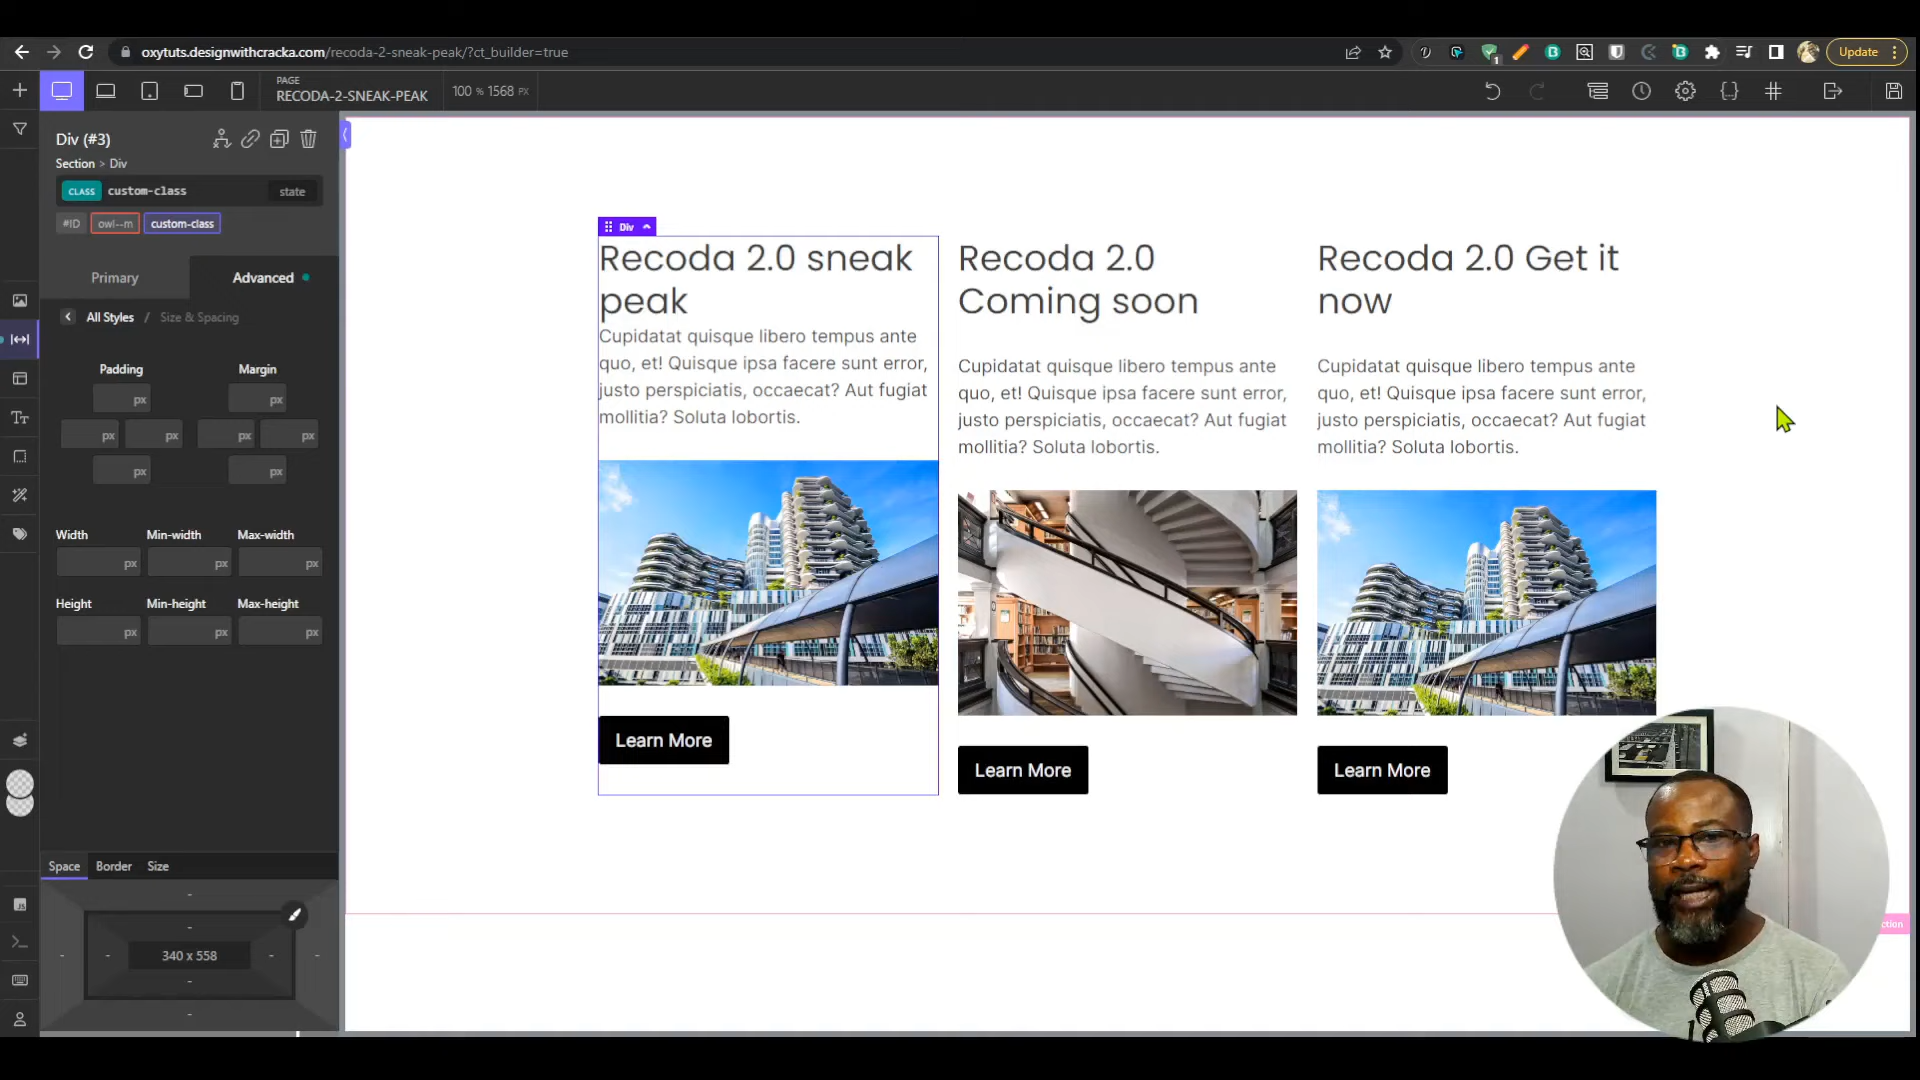 oxytuts.designwithcracka.com/recoda-2-sneak-peak/?ct_builder=true
1
Update
PAGE
RECODA-2-SNEAK-PEAK
100 % 1568 PX
Div (#3)
Section > Div
CLASS custom-class state
#ID owl--m custom-class
Primary Advanced
All Styles / Size & Spacing
Padding Margin
px px
px px px px
px px
Width Min-width Max-width
px px px
Height Min-height Max-height
px px px
Space Border Size
-
-
- - 340 x 558 - -
-
-
JS
Div
Recoda 2.0 sneak
peak
Cupidatat quisque libero tempus ante
quo, et! Quisque ipsa facere sunt error,
justo perspiciatis, occaecat? Aut fugiat
mollitia? Soluta lobortis.
Learn More
Recoda 2.0
Coming soon
Cupidatat quisque libero tempus ante
quo, et! Quisque ipsa facere sunt error,
justo perspiciatis, occaecat? Aut fugiat
mollitia? Soluta lobortis.
Learn More
Recoda 2.0 Get it
now
Cupidatat quisque libero tempus ante
quo, et! Quisque ipsa facere sunt error,
justo perspiciatis, occaecat? Aut fugiat
mollitia? Soluta lobortis.
Learn More
ction